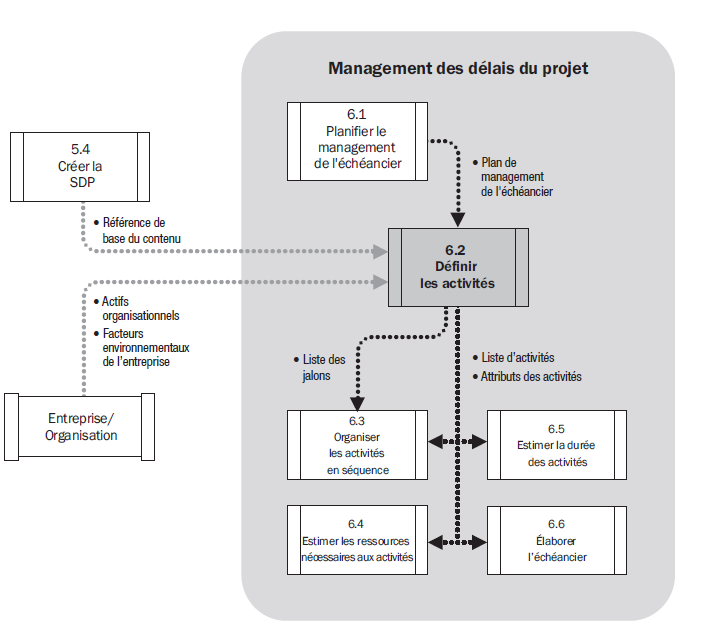 Management des délais du projet
6.1
Planifier le
management
de l'échéancier
5.4
Créer la
SDP
• Plan de
management
de l'échéancier
• Référence de
base du contenu
6.2
Définir
les activités
• Actifs
organisationnels
• Facteurs
environnementaux
de l'entreprise
• Liste des
jalons
• Liste d'activités
• Attributs des activités
Entreprise/
Organisation
6.3
Organiser
les activités
en séquence
6.5
Estimer la durée
des activités
6.4
Estimer les ressources
nécessaires aux activités
6.6
Élaborer
l'échéancier